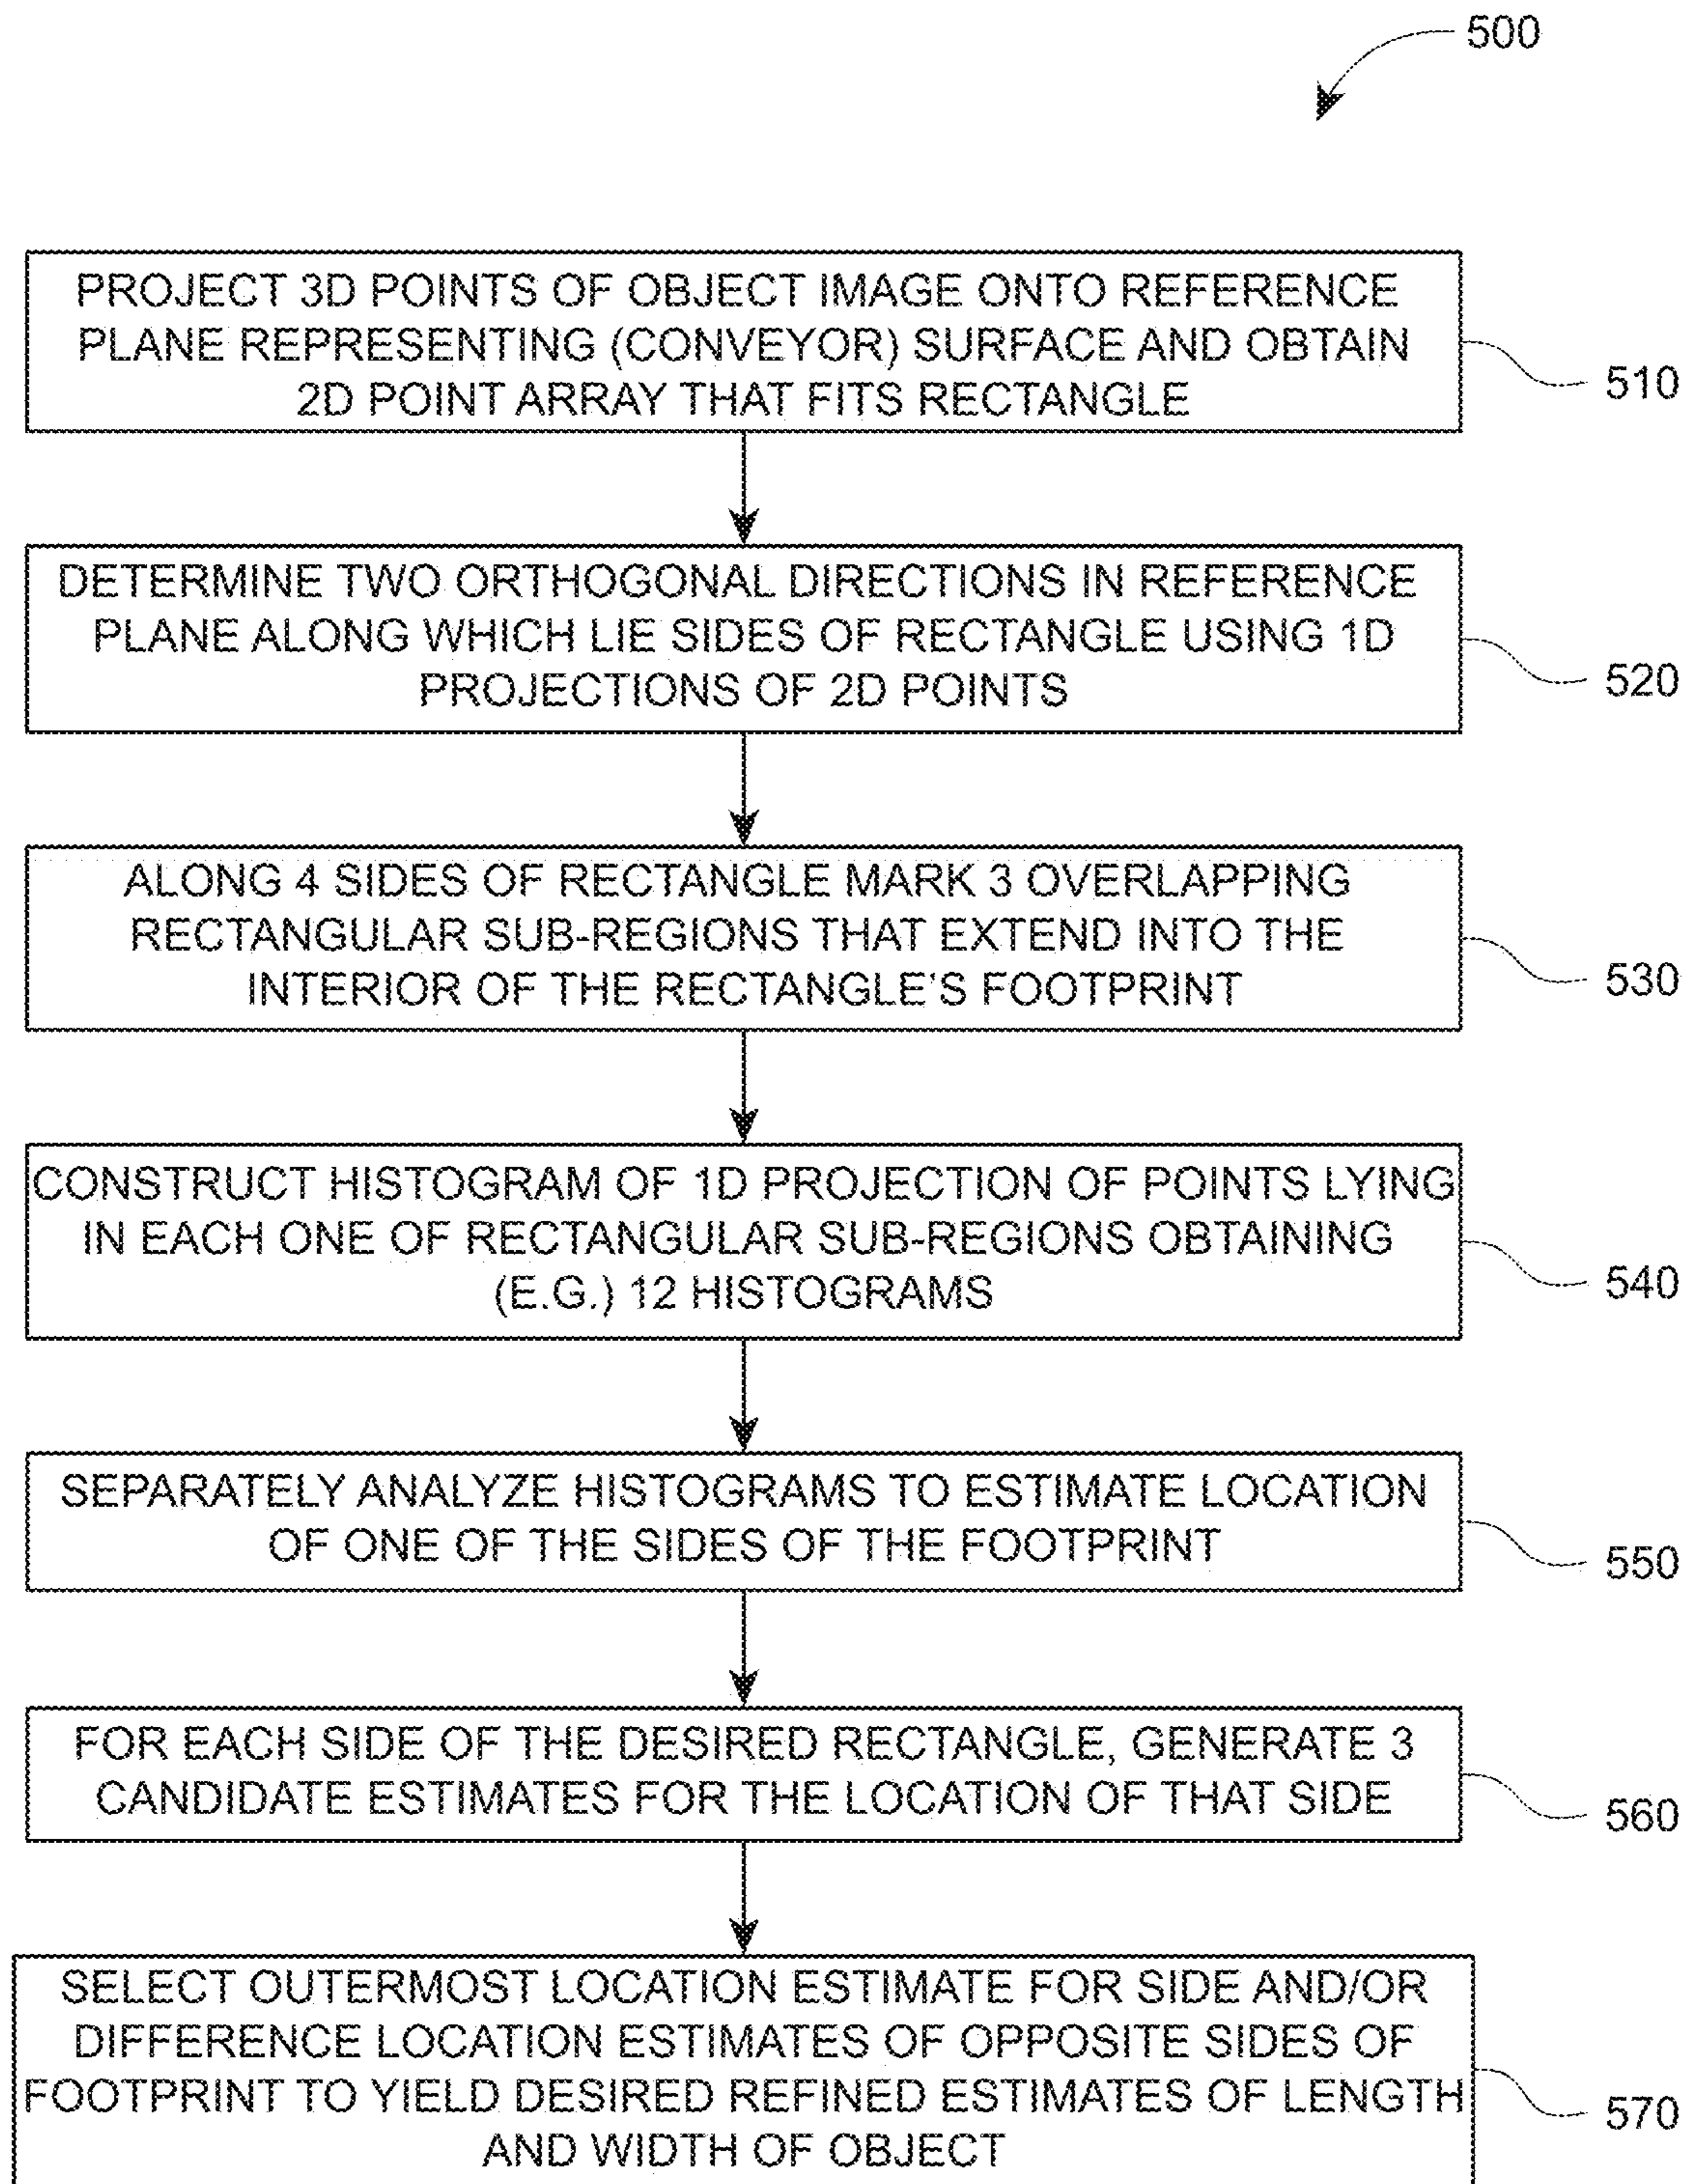 500
PROJECT 3D POINTS OF OBJECT IMAGE ONTO REFERENCE
PLANE REPRESENTING (CONVEYOR) SURFACE AND OBTAIN
2D POINT ARRAY THAT FITS RECTANGLE
510
DETERMINE TWO ORTHOGONAL DIRECTIONS IN REFERENCE
PLANE ALONG WHICH LIE SIDES OF RECTANGLE USING 1D
PROJECTIONS OF 2D POINTS
520
ALONG 4 SIDES OF RECTANGLE MARK 3 OVERLAPPING
RECTANGULAR SUB-REGIONS THAT EXTEND INTO THE
INTERIOR OF THE RECTANGLE'S FOOTPRINT
530
CONSTRUCT HISTOGRAM OF 1D PROJECTION OF POINTS LYING
IN EACH ONE OF RECTANGULAR SUB-REGIONS OBTAINING
(E.G.) 12 HISTOGRAMS
540
SEPARATELY ANALYZE HISTOGRAMS TO ESTIMATE LOCATION
OF ONE OF THE SIDES OF THE FOOTPRINT
550
FOR EACH SIDE OF THE DESIRED RECTANGLE, GENERATE 3
CANDIDATE ESTIMATES FOR THE LOCATION OF THAT SIDE
560
SELECT OUTERMOST LOCATION ESTIMATE FOR SIDE AND/OR
DIFFERENCE LOCATION ESTIMATES OF OPPOSITE SIDES OF
FOOTPRINT TO YIELD DESIRED REFINED ESTIMATES OF LENGTH
AND WIDTH OF OBJECT
570